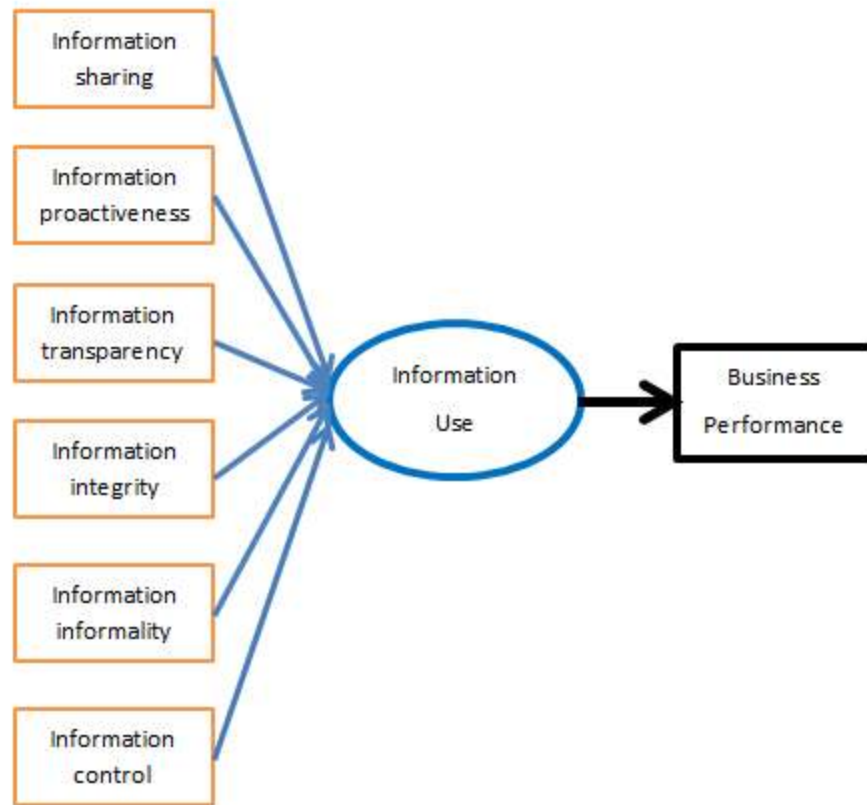 Information
sharing
Information
proactiveness
Information
transparency
Information
integrity
Information
informality
Information
control
Information
Use
Business
Performance